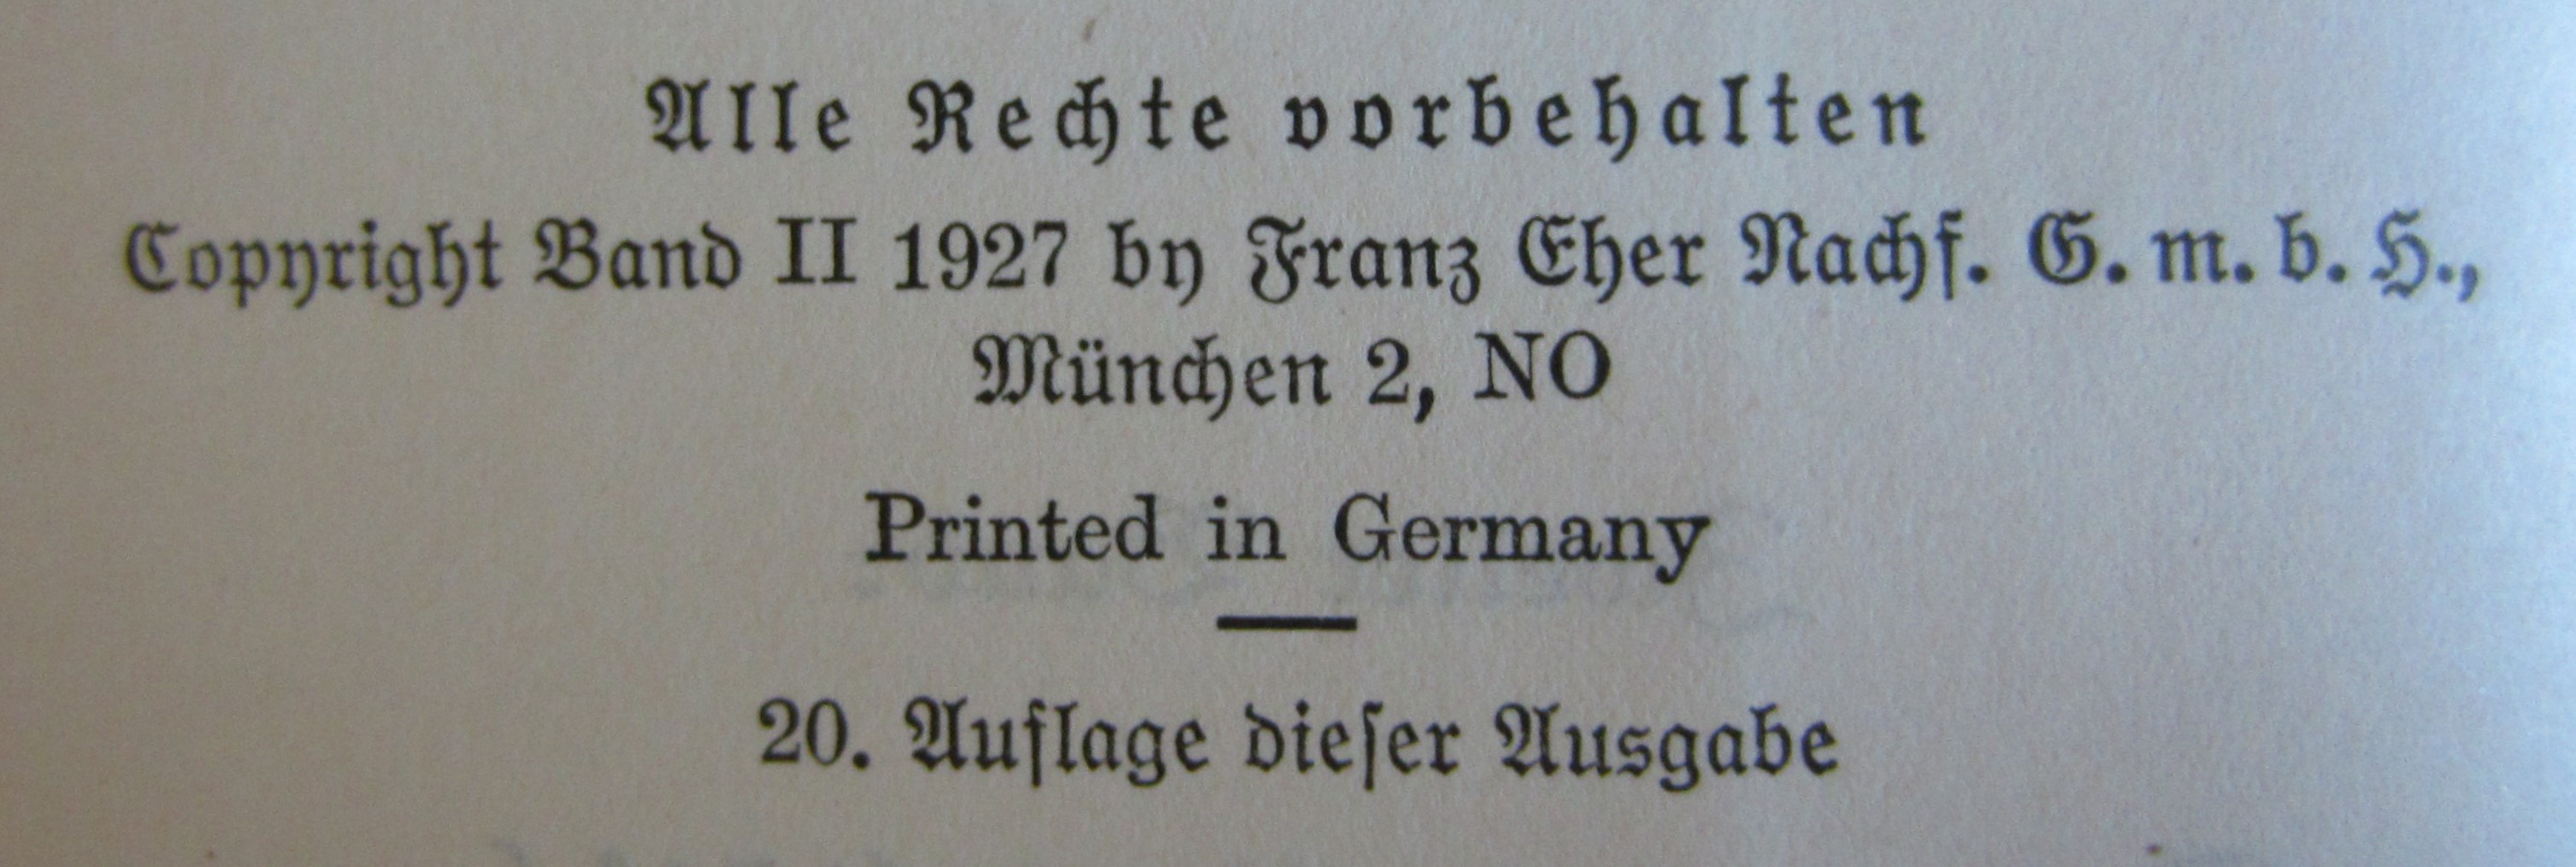 Alle Rechte vorbehalten
Copyright Band II 1927 by Franz Eher Nachf. G. m. b. H.,
München 2, NO
Printed in Germany
20. Auflage dieſer Ausgabe